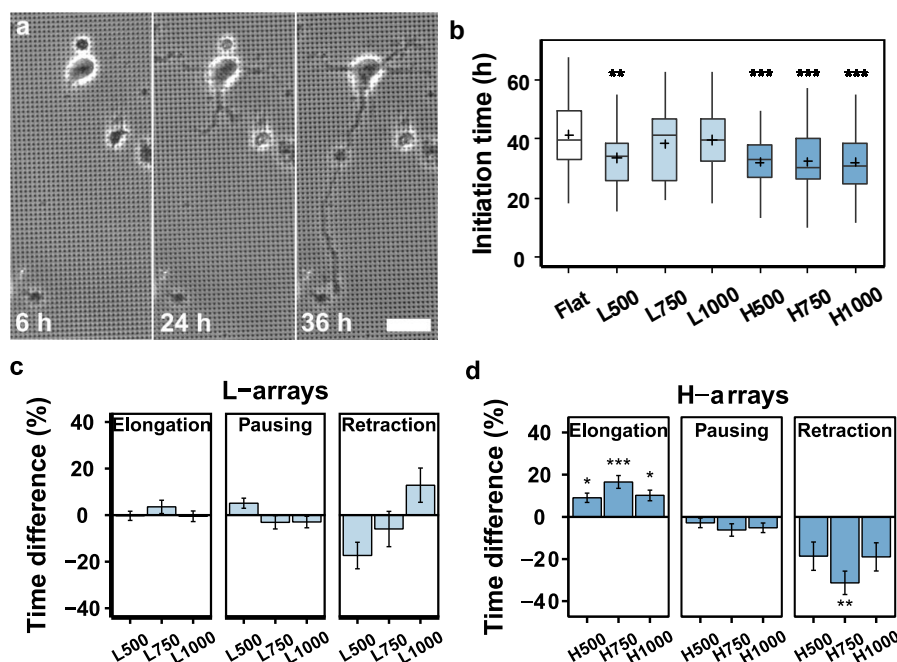 a
6 h
24 h
36 h
b
Initiation time (h)
60
40
20
0
**
***
***
***
Flat
L500
L750
L1000
H500
H750
H1000
c
L−arrays
Time difference (%)
40
20
0
−20
−40
Elongation
Pausing
Retraction
L500
L750
L1000
L500
L750
L1000
L500
L750
L1000
d
H−arrays
Time difference (%)
40
20
0
−20
−40
Elongation
Pausing
Retraction
*
***
*
**
H500
H750
H1000
H500
H750
H1000
H500
H750
H1000